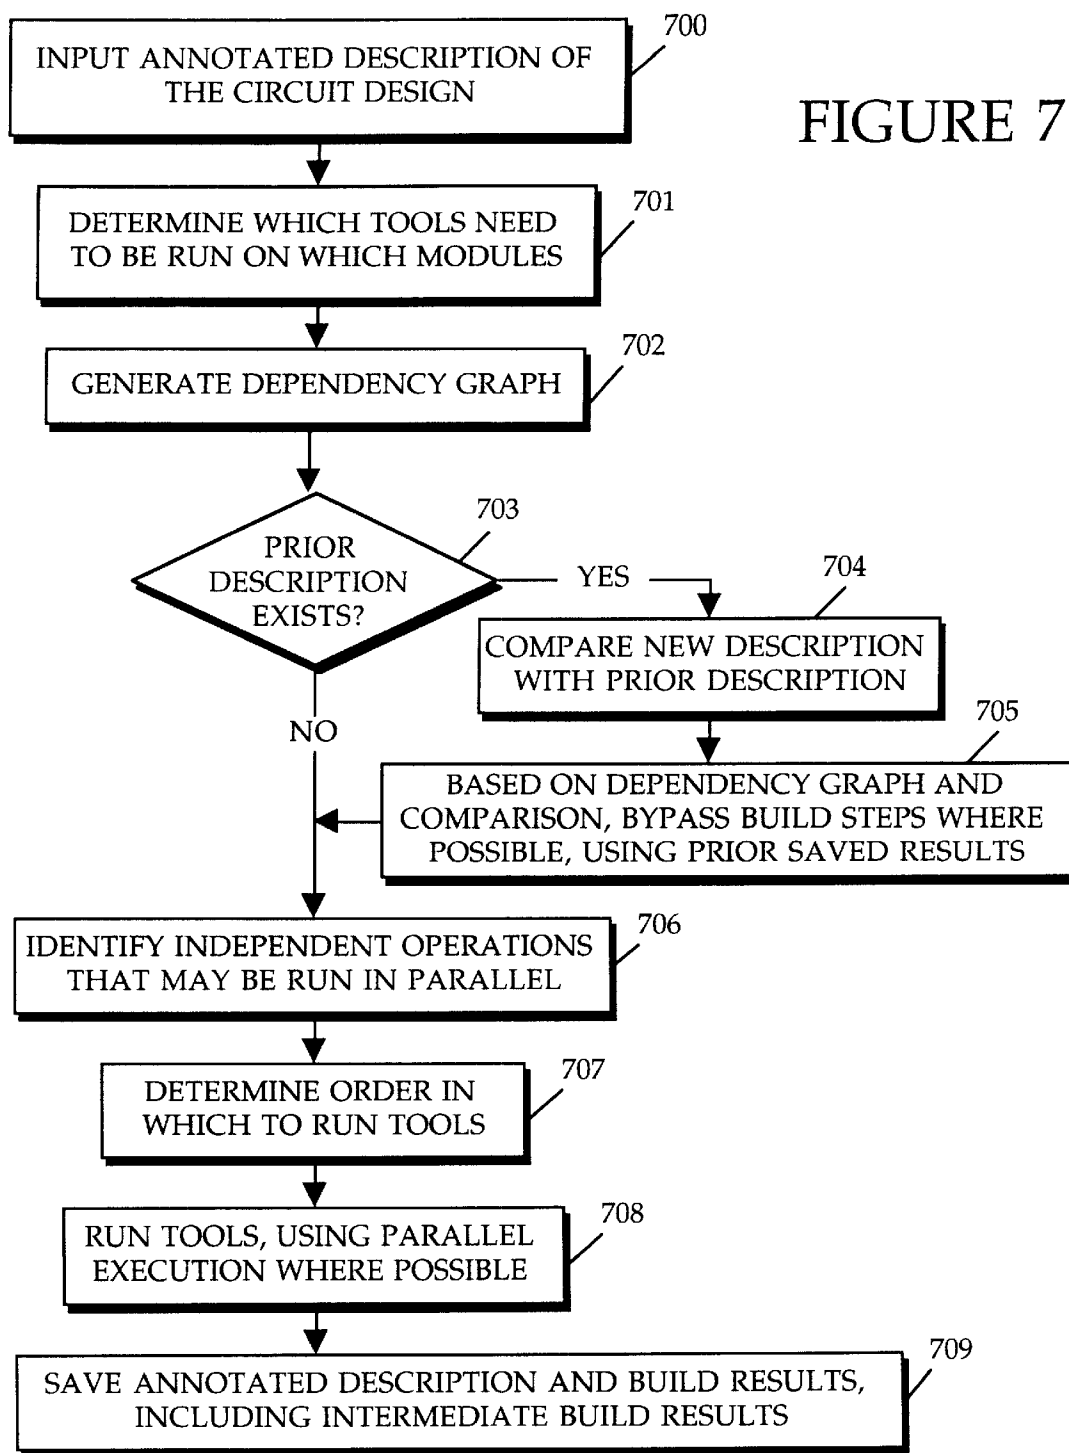 700
INPUT ANNOTATED DESCRIPTION OF
THE CIRCUIT DESIGN
FIGURE 7
701
DETERMINE WHICH TOOLS NEED
TO BE RUN ON WHICH MODULES
702
GENERATE DEPENDENCY GRAPH
703
PRIOR
DESCRIPTION
EXISTS?
YES
704
COMPARE NEW DESCRIPTION
WITH PRIOR DESCRIPTION
NO
705
BASED ON DEPENDENCY GRAPH AND
COMPARISON, BYPASS BUILD STEPS WHERE
POSSIBLE, USING PRIOR SAVED RESULTS
706
IDENTIFY INDEPENDENT OPERATIONS
THAT MAY BE RUN IN PARALLEL
707
DETERMINE ORDER IN
WHICH TO RUN TOOLS
708
RUN TOOLS, USING PARALLEL
EXECUTION WHERE POSSIBLE
709
SAVE ANNOTATED DESCRIPTION AND BUILD RESULTS,
INCLUDING INTERMEDIATE BUILD RESULTS